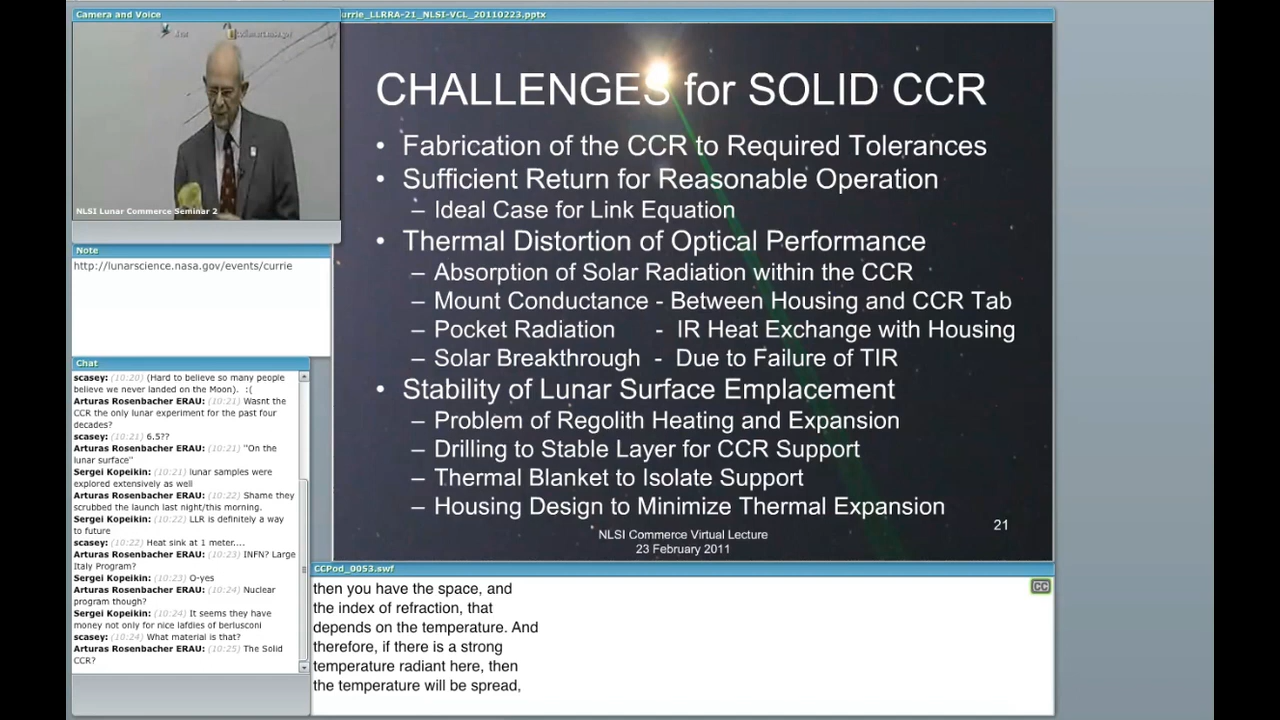 Camera and Voice
NLSI Lunar Commerce Seminar 2
Note
http://lunarscience.nasa.gov/events/currie
Chat
scasey: (10:20) (Hard to believe so many people
believe we never landed on the Moon). :(
Arturas Rosenbacher ERAU: (10:21) Wasnt the
CCR the only lunar experiment for the past four
decades?
scasey: (10:21) 6.5??
Arturas Rosenbacher ERAU: (10:21) "On the
lunar surface"
Sergei Kopeikin: (10:21) lunar samples were
explored extensively as well
Arturas Rosenbacher ERAU: (10:22) Shame they
scrubbed the launch last night/this morning.
Sergei Kopeikin: (10:22) LLR is definitely a way
to future
scasey: (10:22) Heat sink at 1 meter....
Arturas Rosenbacher ERAU: (10:23) INFN? Large
Italy Program?
Sergei Kopeikin: (10:23) O-yes
Arturas Rosenbacher ERAU: (10:24) Nuclear
program though?
Sergei Kopeikin: (10:24) It seems they have
money not only for nice lafdies of berlusconi
scasey: (10:24) What material is that?
Arturas Rosenbacher ERAU: (10:25) The Solid
CCR?
urrie_LLRRA-21_NLSI-VCL_20110223.pptx
CHALLENGES for SOLID CCR
• Fabrication of the CCR to Required Tolerances
• Sufficient Return for Reasonable Operation
– Ideal Case for Link Equation
• Thermal Distortion of Optical Performance
– Absorption of Solar Radiation within the CCR
– Mount Conductance - Between Housing and CCR Tab
– Pocket Radiation - IR Heat Exchange with Housing
– Solar Breakthrough - Due to Failure of TIR
• Stability of Lunar Surface Emplacement
– Problem of Regolith Heating and Expansion
– Drilling to Stable Layer for CCR Support
– Thermal Blanket to Isolate Support
– Housing Design to Minimize Thermal Expansion
NLSI Commerce Virtual Lecture
23 February 2011
21
CCPod_0053.swf
CC
then you have the space, and
the index of refraction, that
depends on the temperature. And
therefore, if there is a strong
temperature radiant here, then
the temperature will be spread,